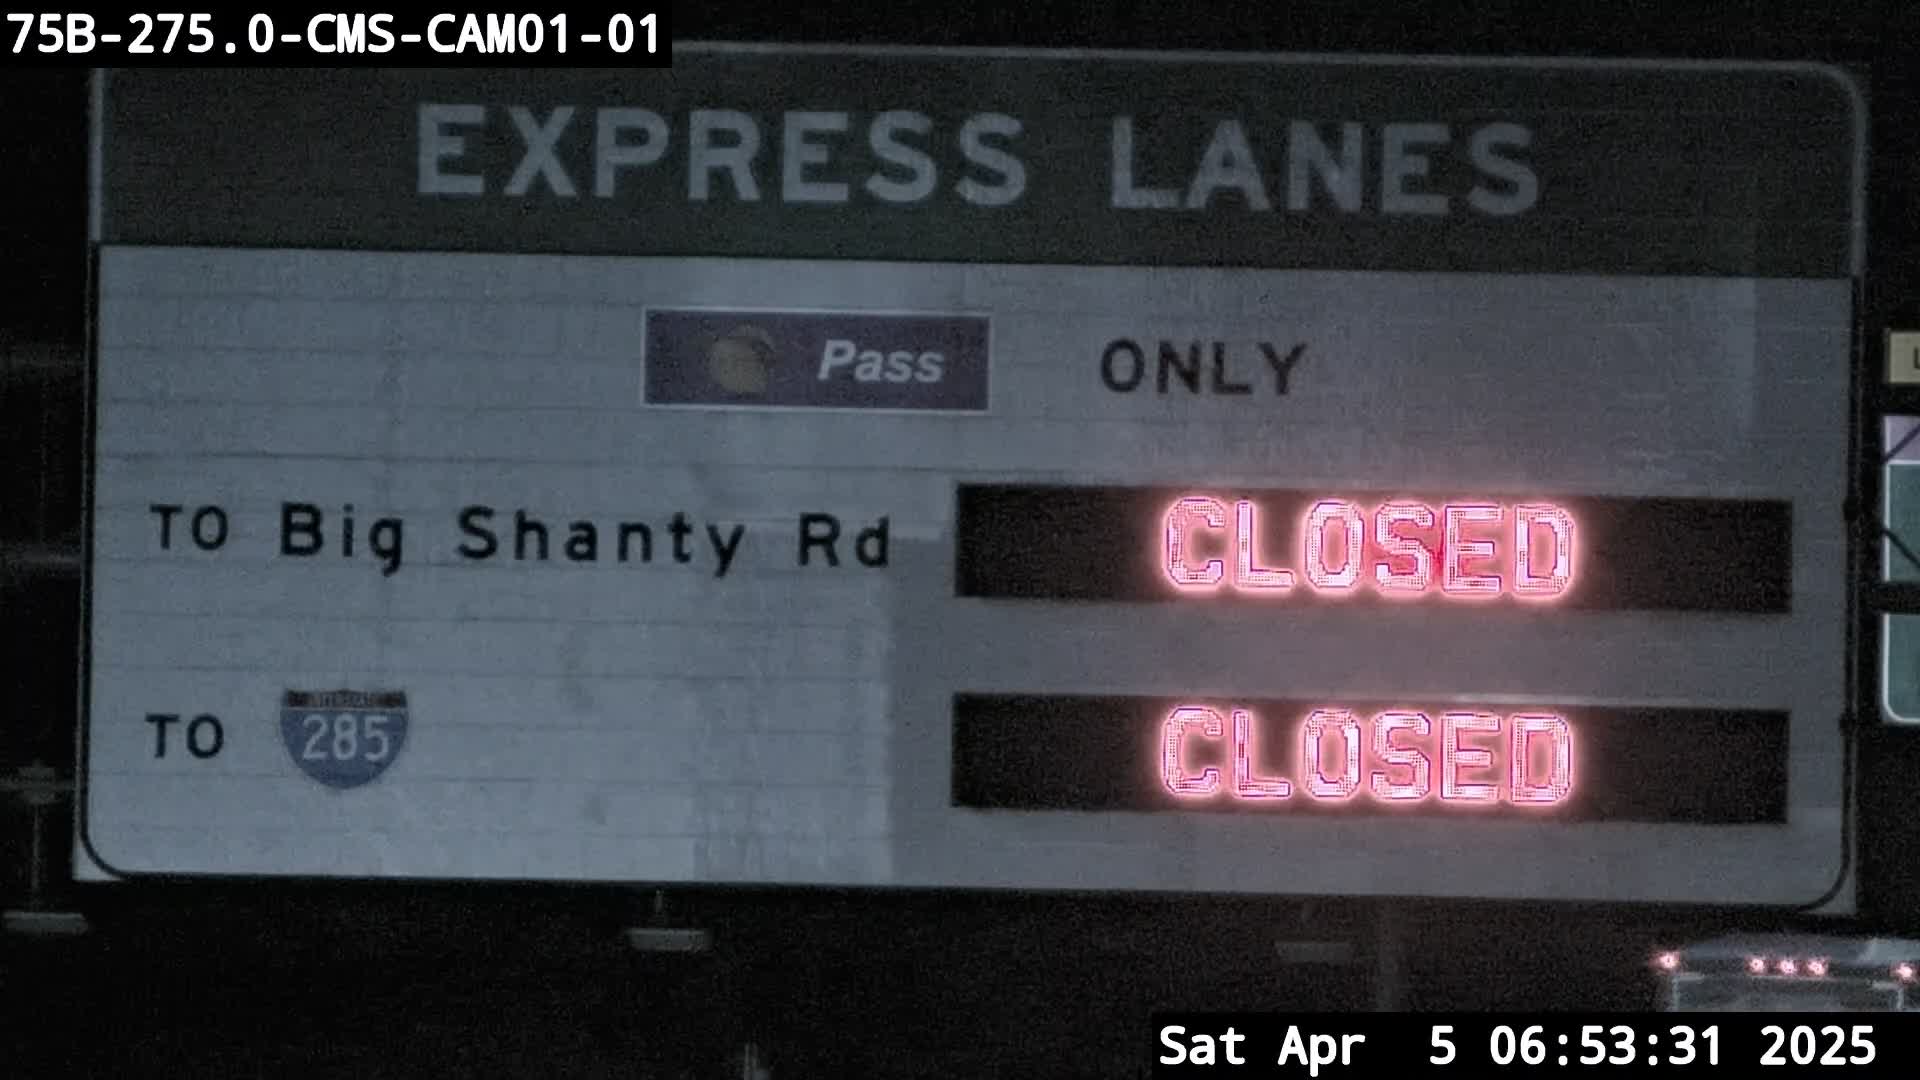 75B-275.0-CMS-CAM01-01
EXPRESS LANES
Pass ONLY
TO Big Shanty Rd CLOSED
TO 285 CLOSED
Sat Apr 5 06:53:31 2025